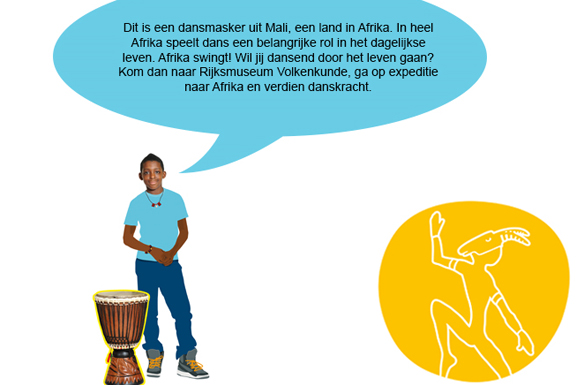 Dit is een dansmasker uit Mali, een land in Afrika. In heel
Afrika speelt dans een belangrijke rol in het dagelijkse
leven. Afrika swingt! Wil jij dansend door het leven gaan?
Kom dan naar Rijksmuseum Volkenkunde, ga op expeditie
naar Afrika en verdien danskracht.